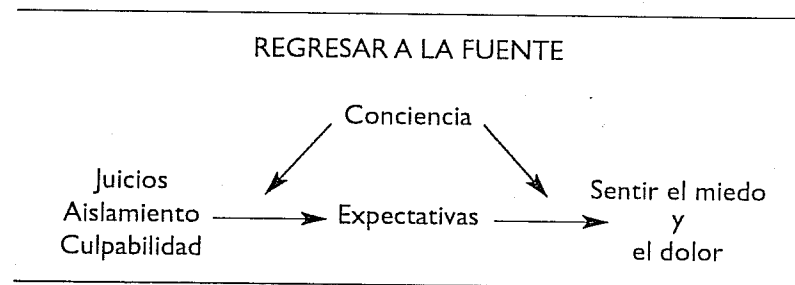 REGRESAR A LA FUENTE
Conciencia
Juicios
Aislamiento
Culpabilidad
Expectativas
Sentir el miedo
y
el dolor